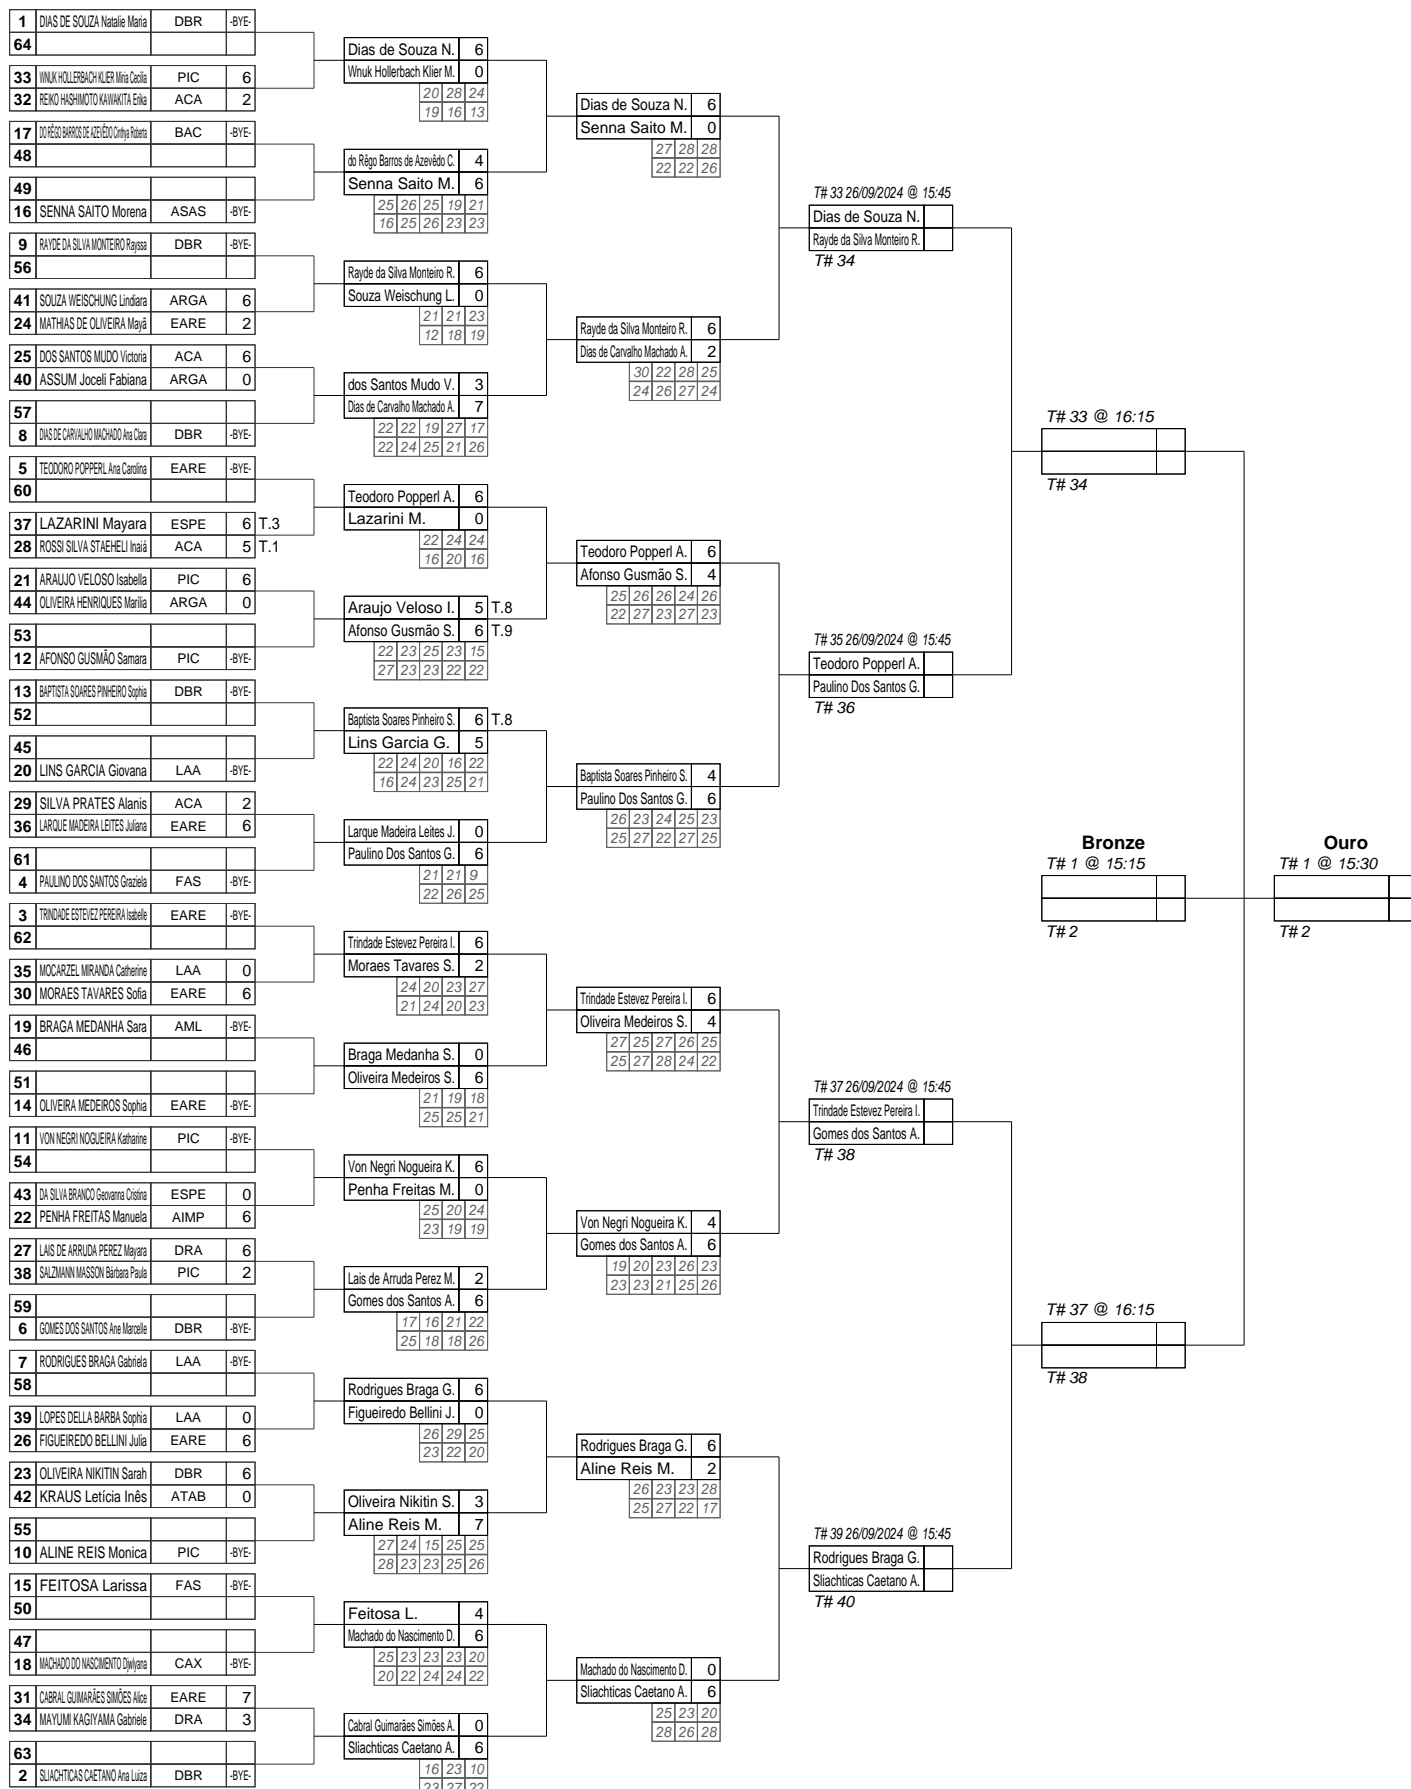 1 DIAS DE SOUZA Natalie Maria DBR -BYE-
64
33 WNUK HOLLERBACH KLIER Miria Cecilia PIC 6
32 REIKO HASHIMOTO KAWAKITA Erika ACA 2
17 DO RÊGO BARROS DE AZEVÊDO Cinthya Roberta BAC -BYE-
48
49
16 SENNA SAITO Morena ASAS -BYE-
9 RAYDE DA SILVA MONTEIRO Rayssa DBR -BYE-
56
41 SOUZA WEISCHUNG Lindiara ARGA 6
24 MATHIAS DE OLIVEIRA Mayã EARE 2
25 DOS SANTOS MUDO Victoria ACA 6
40 ASSUM Joceli Fabiana ARGA 0
57
8 DIAS DE CARVALHO MACHADO Ana Clara DBR -BYE-
5 TEODORO POPPERL Ana Carolina EARE -BYE-
60
37 LAZARINI Mayara ESPE 6 T.3
28 ROSSI SILVA STAEHELI Inaiá ACA 5 T.1
21 ARAUJO VELOSO Isabella PIC 6
44 OLIVEIRA HENRIQUES Marília ARGA 0
53
12 AFONSO GUSMÃO Samara PIC -BYE-
13 BAPTISTA SOARES PINHEIRO Sophia DBR -BYE-
52
45
20 LINS GARCIA Giovana LAA -BYE-
29 SILVA PRATES Alanis ACA 2
36 LARQUE MADEIRA LEITES Juliana EARE 6
61
4 PAULINO DOS SANTOS Graziela FAS -BYE-
3 TRINDADE ESTEVEZ PEREIRA Isabelle EARE -BYE-
62
35 MOCARZEL MIRANDA Catherine LAA 0
30 MORAES TAVARES Sofia EARE 6
19 BRAGA MEDANHA Sara AML -BYE-
46
51
14 OLIVEIRA MEDEIROS Sophia EARE -BYE-
11 VON NEGRI NOGUEIRA Katharine PIC -BYE-
54
43 DA SILVA BRANCO Geovanna Cristina ESPE 0
22 PENHA FREITAS Manuela AIMP 6
27 LAIS DE ARRUDA PEREZ Mayara DRA 6
38 SALZMANN MASSON Bárbara Paula PIC 2
59
6 GOMES DOS SANTOS Ane Marcelle DBR -BYE-
7 RODRIGUES BRAGA Gabriela LAA -BYE-
58
39 LOPES DELLA BARBA Sophia LAA 0
26 FIGUEIREDO BELLINI Julia EARE 6
23 OLIVEIRA NIKITIN Sarah DBR 6
42 KRAUS Letícia Inês ATAB 0
55
10 ALINE REIS Monica PIC -BYE-
15 FEITOSA Larissa FAS -BYE-
50
47
18 MACHADO DO NASCIMENTO Djwlyana CAX -BYE-
31 CABRAL GUIMARÃES SIMÕES Alice EARE 7
34 MAYUMI KAGIYAMA Gabriele DRA 3
63
2 SLIACHTICAS CAETANO Ana Luiza DBR -BYE-
Dias de Souza N. 6
Wnuk Hollerbach Klier M. 0
20 28 24
19 16 13
do Rêgo Barros de Azevêdo C. 4
Senna Saito M. 6
25 26 25 19 21
16 25 26 23 23
Rayde da Silva Monteiro R. 6
Souza Weischung L. 0
21 21 23
12 18 19
dos Santos Mudo V. 3
Dias de Carvalho Machado A. 7
22 22 19 27 17
22 24 25 21 26
Teodoro Popperl A. 6
Lazarini M. 0
22 24 24
16 20 16
Araujo Veloso I. 5 T.8
Afonso Gusmão S. 6 T.9
22 23 25 23 15
27 23 23 22 22
Baptista Soares Pinheiro S. 6 T.8
Lins Garcia G. 5
22 24 20 16 22
16 24 23 25 21
Larque Madeira Leites J. 0
Paulino Dos Santos G. 6
21 21 9
22 26 25
Trindade Estevez Pereira I. 6
Moraes Tavares S. 2
24 20 23 27
21 24 20 23
Braga Medanha S. 0
Oliveira Medeiros S. 6
21 19 18
25 25 21
Von Negri Nogueira K. 6
Penha Freitas M. 0
25 20 24
23 19 19
Lais de Arruda Perez M. 2
Gomes dos Santos A. 6
17 16 21 22
25 18 18 26
Rodrigues Braga G. 6
Figueiredo Bellini J. 0
26 29 25
23 22 20
Oliveira Nikitin S. 3
Aline Reis M. 7
27 24 15 25 25
28 23 23 25 26
Feitosa L. 4
Machado do Nascimento D. 6
25 23 23 23 20
20 22 24 24 22
Cabral Guimarães Simões A. 0
Sliachticas Caetano A. 6
16 23 10
23 27 22
Dias de Souza N. 6
Senna Saito M. 0
27 28 28
22 22 26
Rayde da Silva Monteiro R. 6
Dias de Carvalho Machado A. 2
30 22 28 25
24 26 27 24
Teodoro Popperl A. 6
Afonso Gusmão S. 4
25 26 26 24 26
22 27 23 27 23
Baptista Soares Pinheiro S. 4
Paulino Dos Santos G. 6
26 23 24 25 23
25 27 22 27 25
Trindade Estevez Pereira I. 6
Oliveira Medeiros S. 4
27 25 27 26 25
25 27 28 24 22
Von Negri Nogueira K. 4
Gomes dos Santos A. 6
19 20 23 26 23
23 23 21 25 26
Rodrigues Braga G. 6
Aline Reis M. 2
26 23 23 28
25 27 22 17
Machado do Nascimento D. 0
Sliachticas Caetano A. 6
25 23 20
28 26 28
T# 33 26/09/2024 @ 15:45
Dias de Souza N.
Rayde da Silva Monteiro R.
T# 34
T# 35 26/09/2024 @ 15:45
Teodoro Popperl A.
Paulino Dos Santos G.
T# 36
T# 37 26/09/2024 @ 15:45
Trindade Estevez Pereira I.
Gomes dos Santos A.
T# 38
T# 39 26/09/2024 @ 15:45
Rodrigues Braga G.
Sliachticas Caetano A.
T# 40
T# 33 @ 16:15
T# 34
Bronze
T# 1 @ 15:15
T# 2
T# 37 @ 16:15
T# 38
Ouro
T# 1 @ 15:30
T# 2